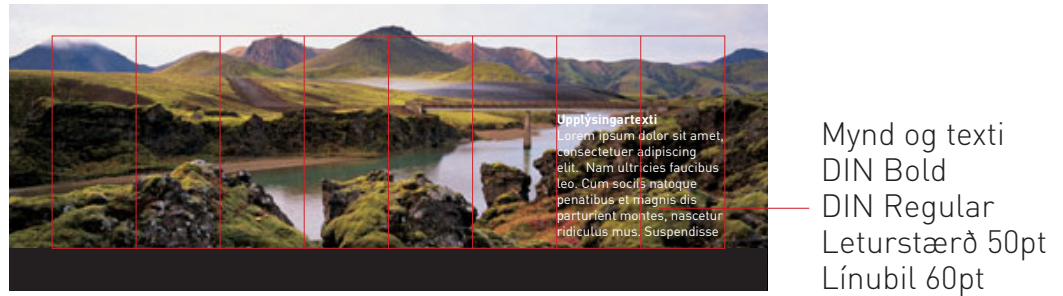 Upplýsingartexti
Lorem ipsum dolor sit amet,
consectetuer adipiscing
elit.  Nam ultricies faucibus
leo. Cum sociis natoque
penatibus et magnis dis
parturient montes, nascetur
ridiculus mus. Suspendisse
Mynd og texti
DIN Bold
DIN Regular
Leturstærð 50pt
Línubil 60pt